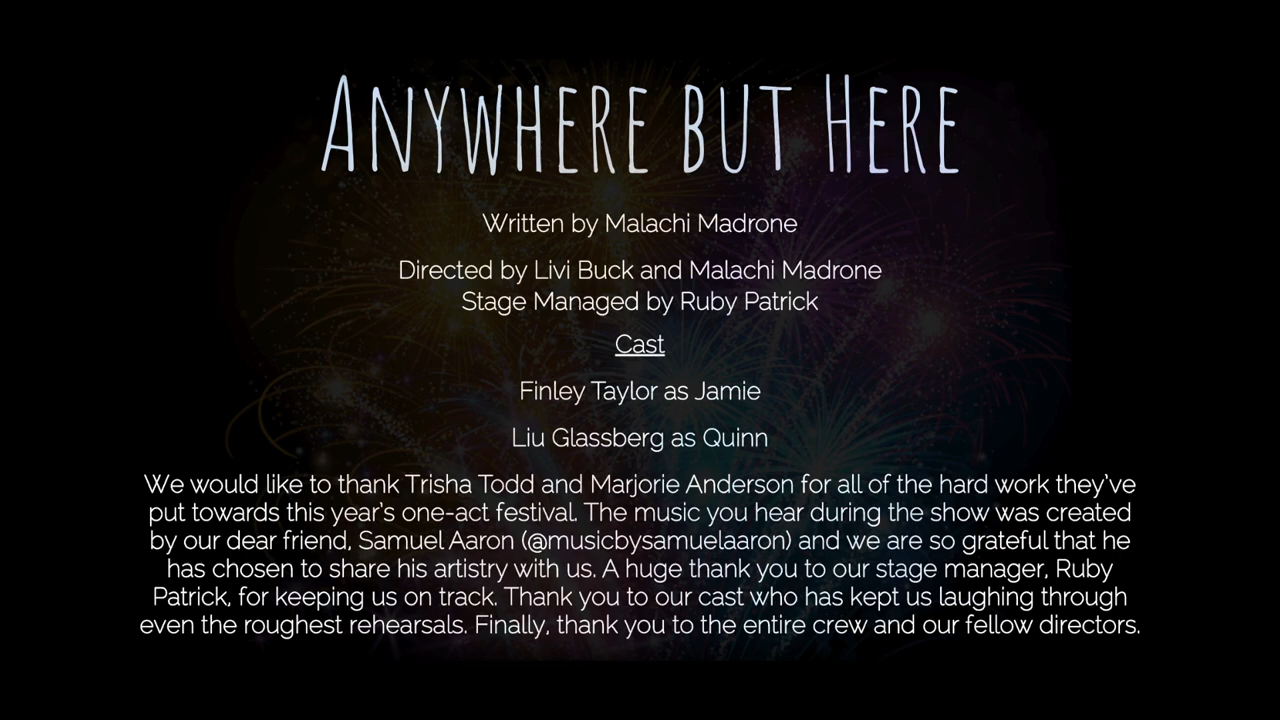 Anywhere but Here
Written by Malachi Madrone
Directed by Livi Buck and Malachi Madrone
Stage Managed by Ruby Patrick
Cast
Finley Taylor as Jamie
Liu Glassberg as Quinn
We would like to thank Trisha Todd and Marjorie Anderson for all of the hard work they've
put towards this year's one-act festival. The music you hear during the show was created
by our dear friend, Samuel Aaron (@musicbysamuelaaron) and we are so grateful that he
has chosen to share his artistry with us. A huge thank you to our stage manager, Ruby
Patrick, for keeping us on track. Thank you to our cast who has kept us laughing through
even the roughest rehearsals. Finally, thank you to the entire crew and our fellow directors.